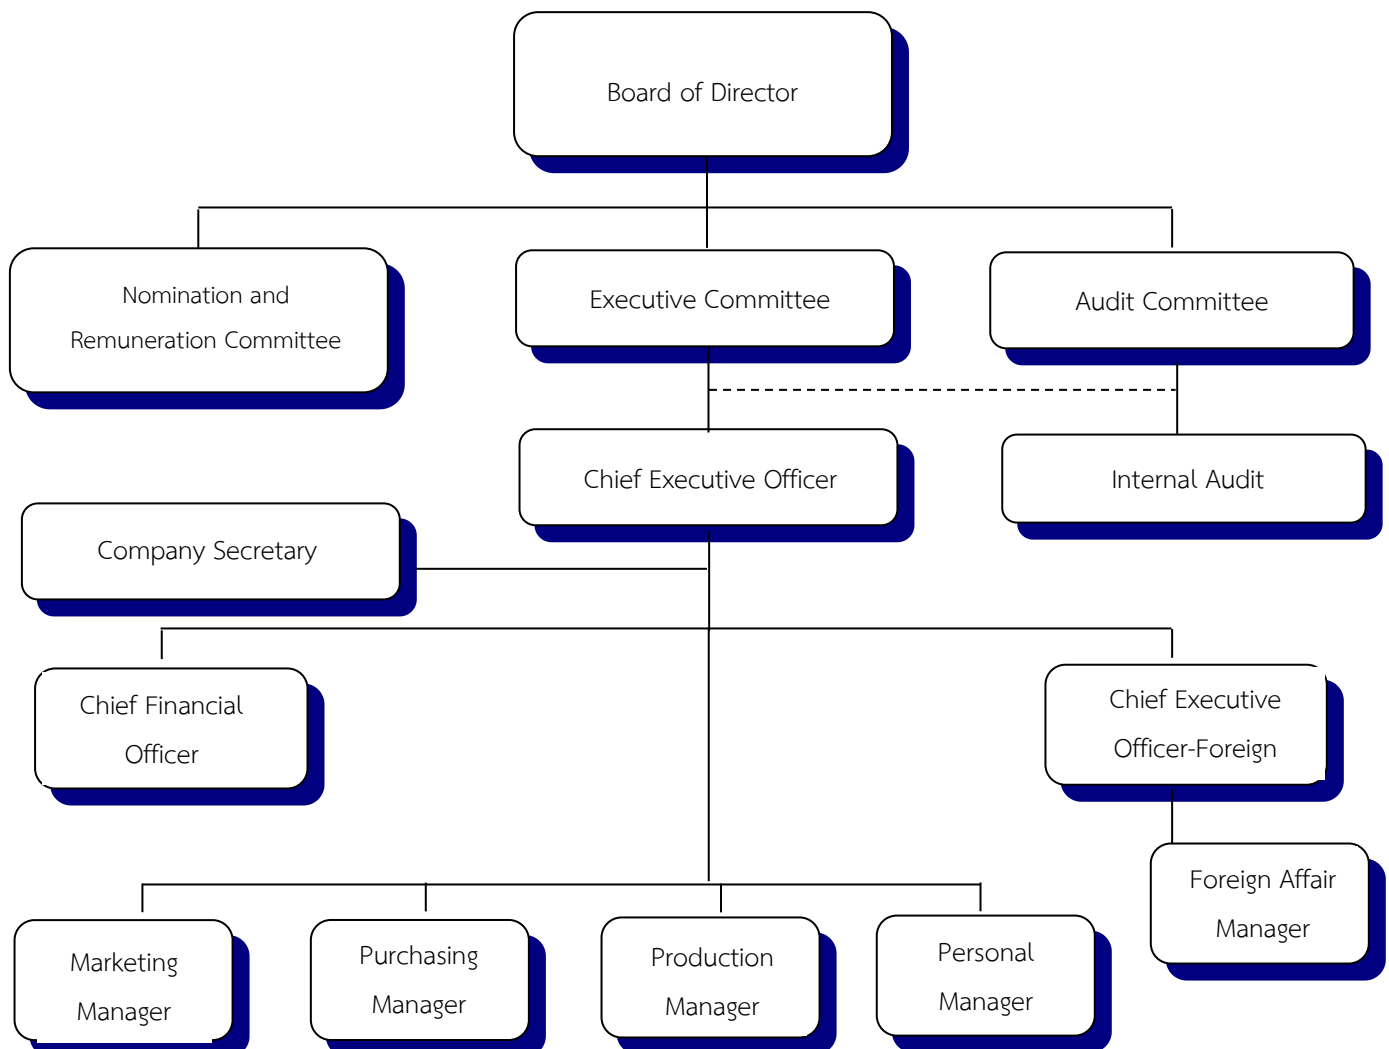 Board of Director
Nomination and
Remuneration Committee
Executive Committee
Audit Committee
Chief Executive Officer
Internal Audit
Company Secretary
Chief Financial
Officer
Chief Executive
Officer-Foreign
Foreign Affair
Manager
Marketing
Manager
Purchasing
Manager
Production
Manager
Personal
Manager